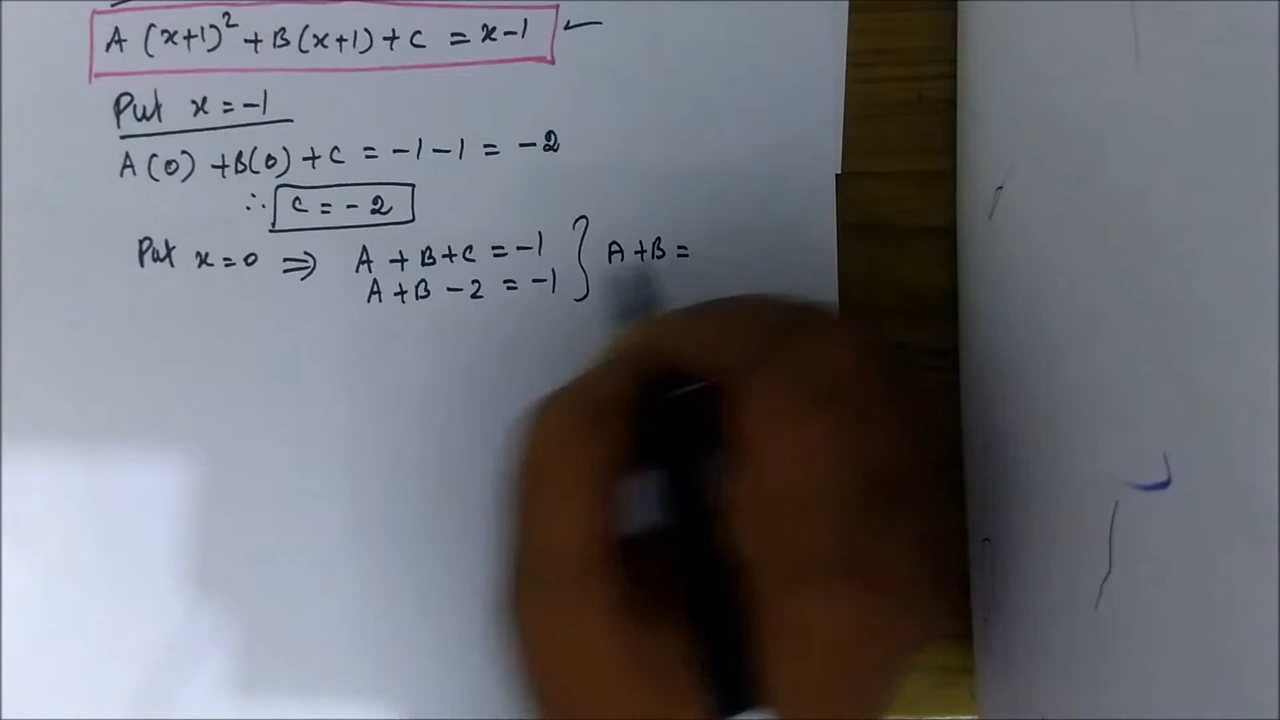 A (x+1)² + B(x+1) + C = x-1
Put x = -1
A(0) + B(0) + C = -1-1 = -2
∴ C = -2
Put x = 0 ⇒ A + B + C = -1 } A + B =
A + B - 2 = -1